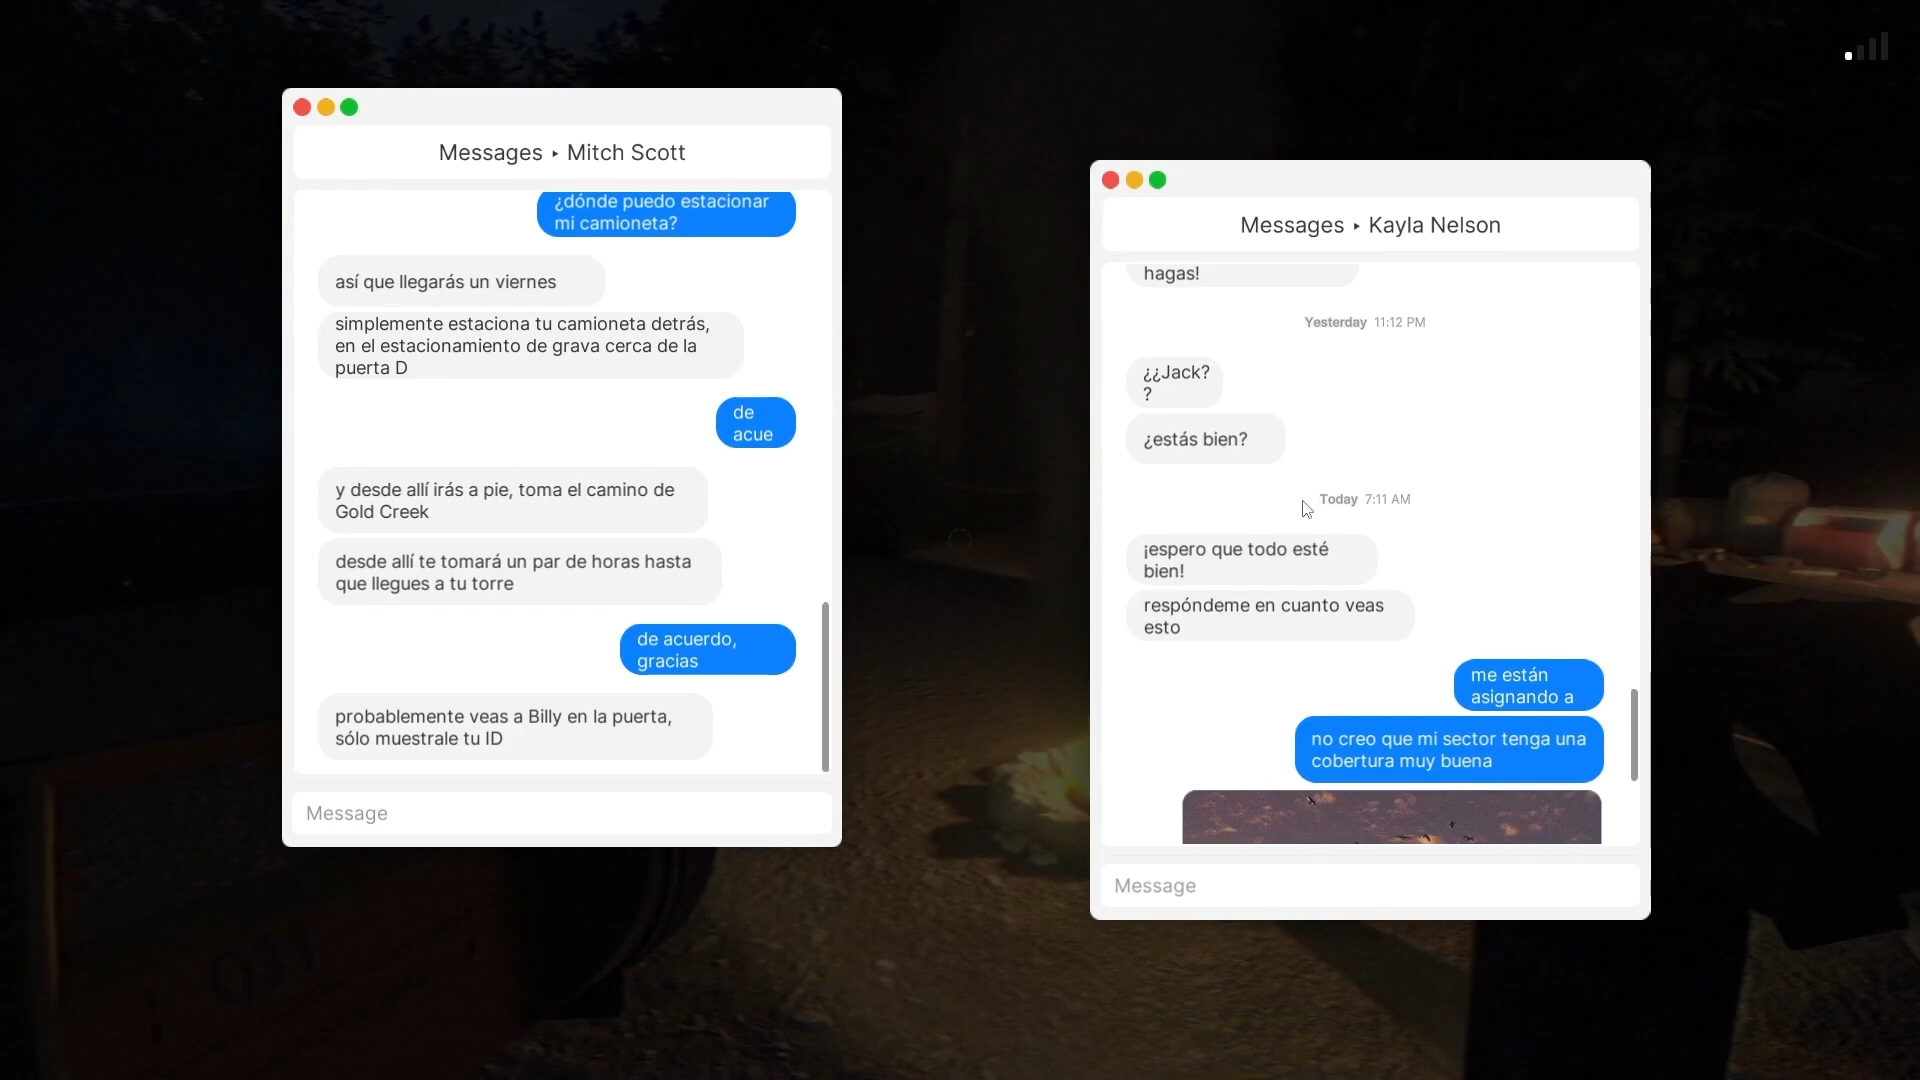 Messages ▸ Mitch Scott
¿dónde puedo estacionar
mi camioneta?
así que llegarás un viernes
simplemente estaciona tu camioneta detrás,
en el estacionamiento de grava cerca de la
puerta D
de
acue
y desde allí irás a pie, toma el camino de
Gold Creek
desde allí te tomará un par de horas hasta
que llegues a tu torre
de acuerdo,
gracias
probablemente veas a Billy en la puerta,
sólo muestrale tu ID
Message
Messages ▸ Kayla Nelson
hagas!
Yesterday 11:12 PM
¿¿Jack?
?
¿estás bien?
Today 7:11 AM
¡espero que todo esté
bien!
respóndeme en cuanto veas
esto
me están
asignando a
no creo que mi sector tenga una
cobertura muy buena
Message